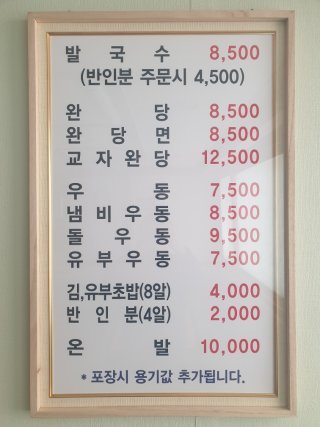 발 국 수 8,500
(반인분 주문시 4,500)
완 당 8,500
완 당 면 8,500
교 자 완 당 12,500
우 동 7,500
냄 비 우 동 8,500
돌 우 동 9,500
유 부 우 동 7,500
김,유부초밥(8알) 4,000
반 인 분(4알) 2,000
온 발 10,000
* 포장시 용기값 추가됩니다.